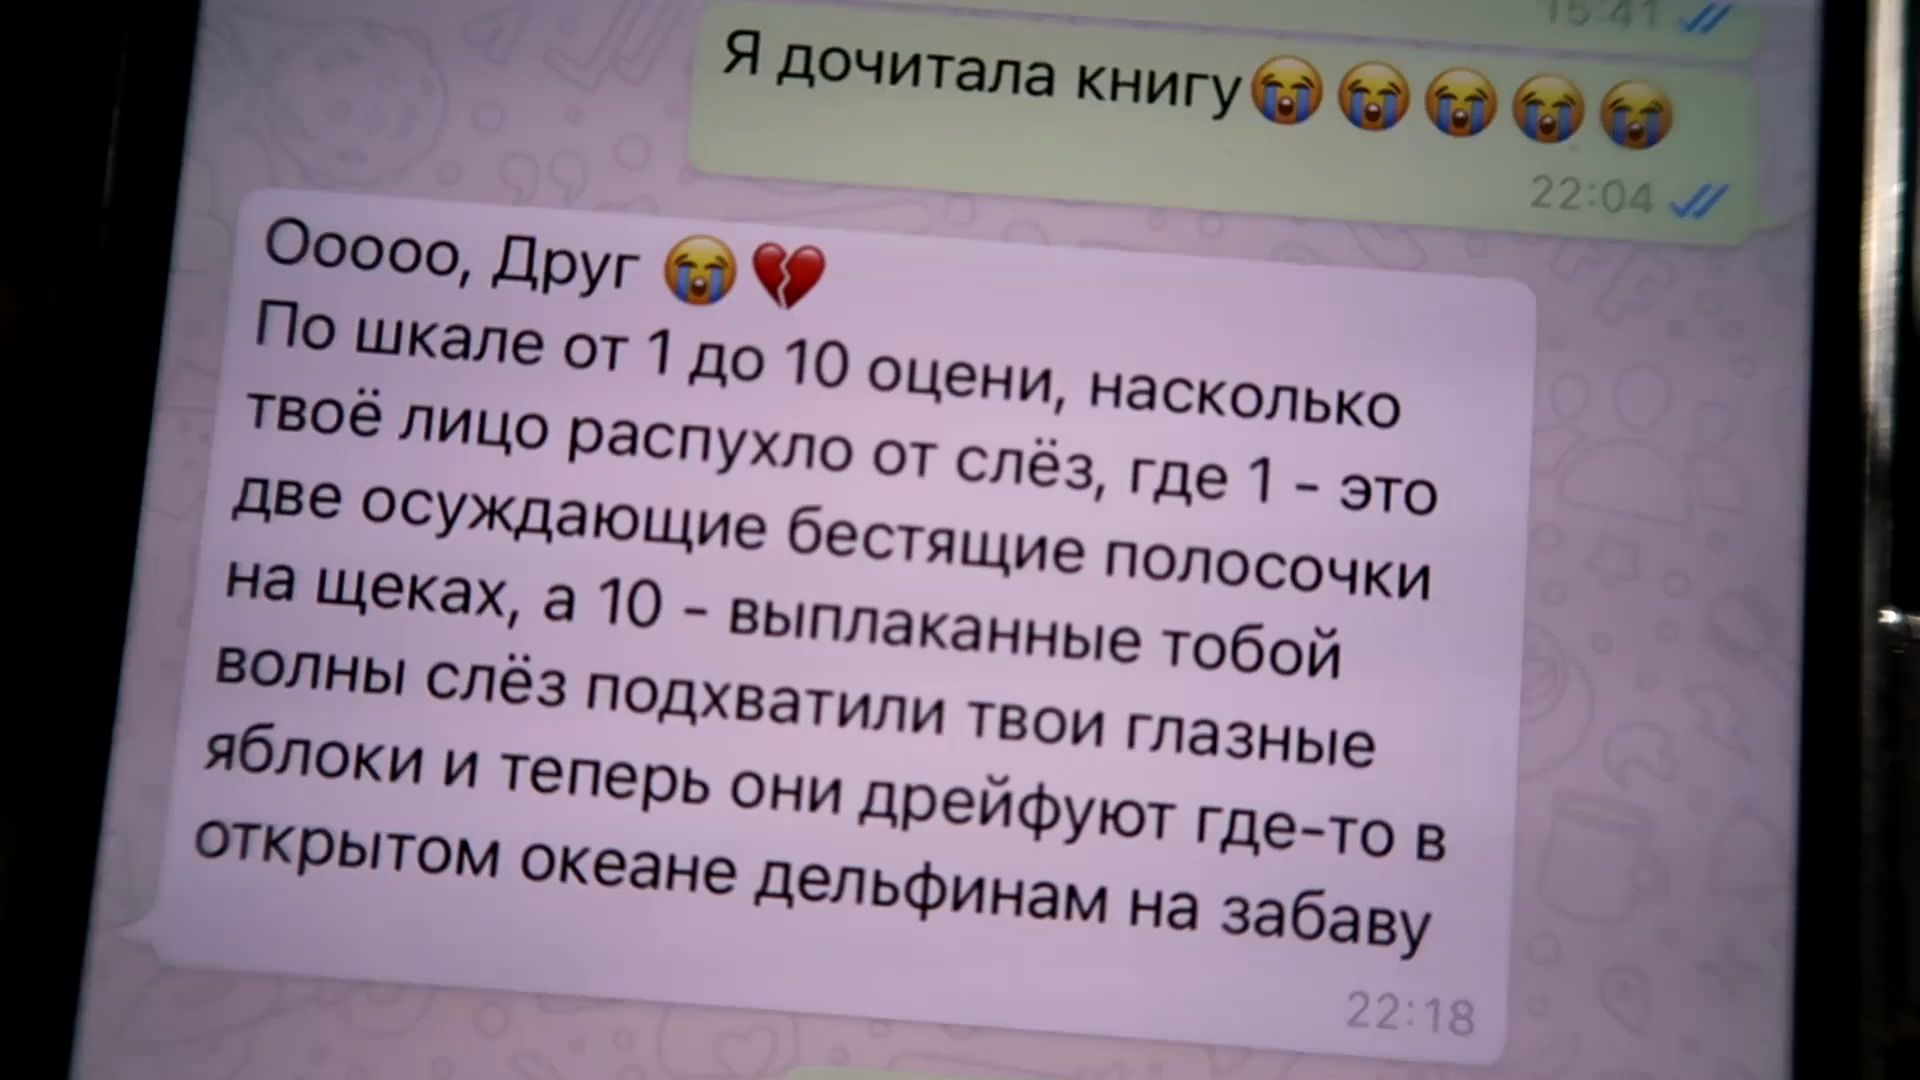 15:41
Я дочитала книгу😭😭😭😭😭
22:04
Ооооо, Друг 😭💔
По шкале от 1 до 10 оцени, насколько
твоё лицо распухло от слёз, где 1 - это
две осуждающие бестящие полосочки
на щеках, а 10 - выплаканные тобой
волны слёз подхватили твои глазные
яблоки и теперь они дрейфуют где-то в
открытом океане дельфинам на забаву
22:18